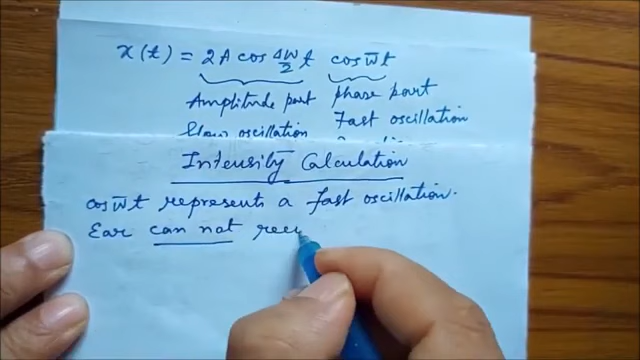 x(t) = 2A cos Δω/2 t cos ω̅t
Amplitude part phase part
Slow oscillation Fast oscillation
Intensity Calculation
cos ω̅t represents a fast oscillation.
Ear can not